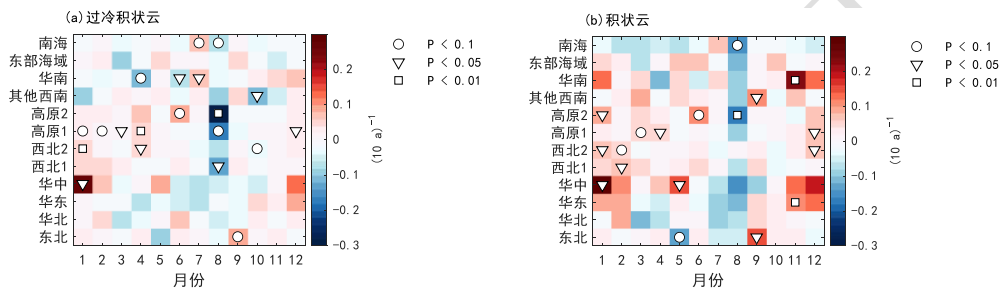 (a)过冷积状云
南海
东部海域
华南
其他西南
高原2
高原1
西北2
西北1
华中
华东
华北
东北
1 2 3 4 5 6 7 8 9 10 11 12
月份
0.2
0.1
0
-0.1
-0.2
-0.3
(10 a)⁻¹
P < 0.1
P < 0.05
P < 0.01
(b)积状云
南海
东部海域
华南
其他西南
高原2
高原1
西北2
西北1
华中
华东
华北
东北
1 2 3 4 5 6 7 8 9 10 11 12
月份
0.2
0.1
0
-0.1
-0.2
-0.3
(10 a)⁻¹
P < 0.1
P < 0.05
P < 0.01